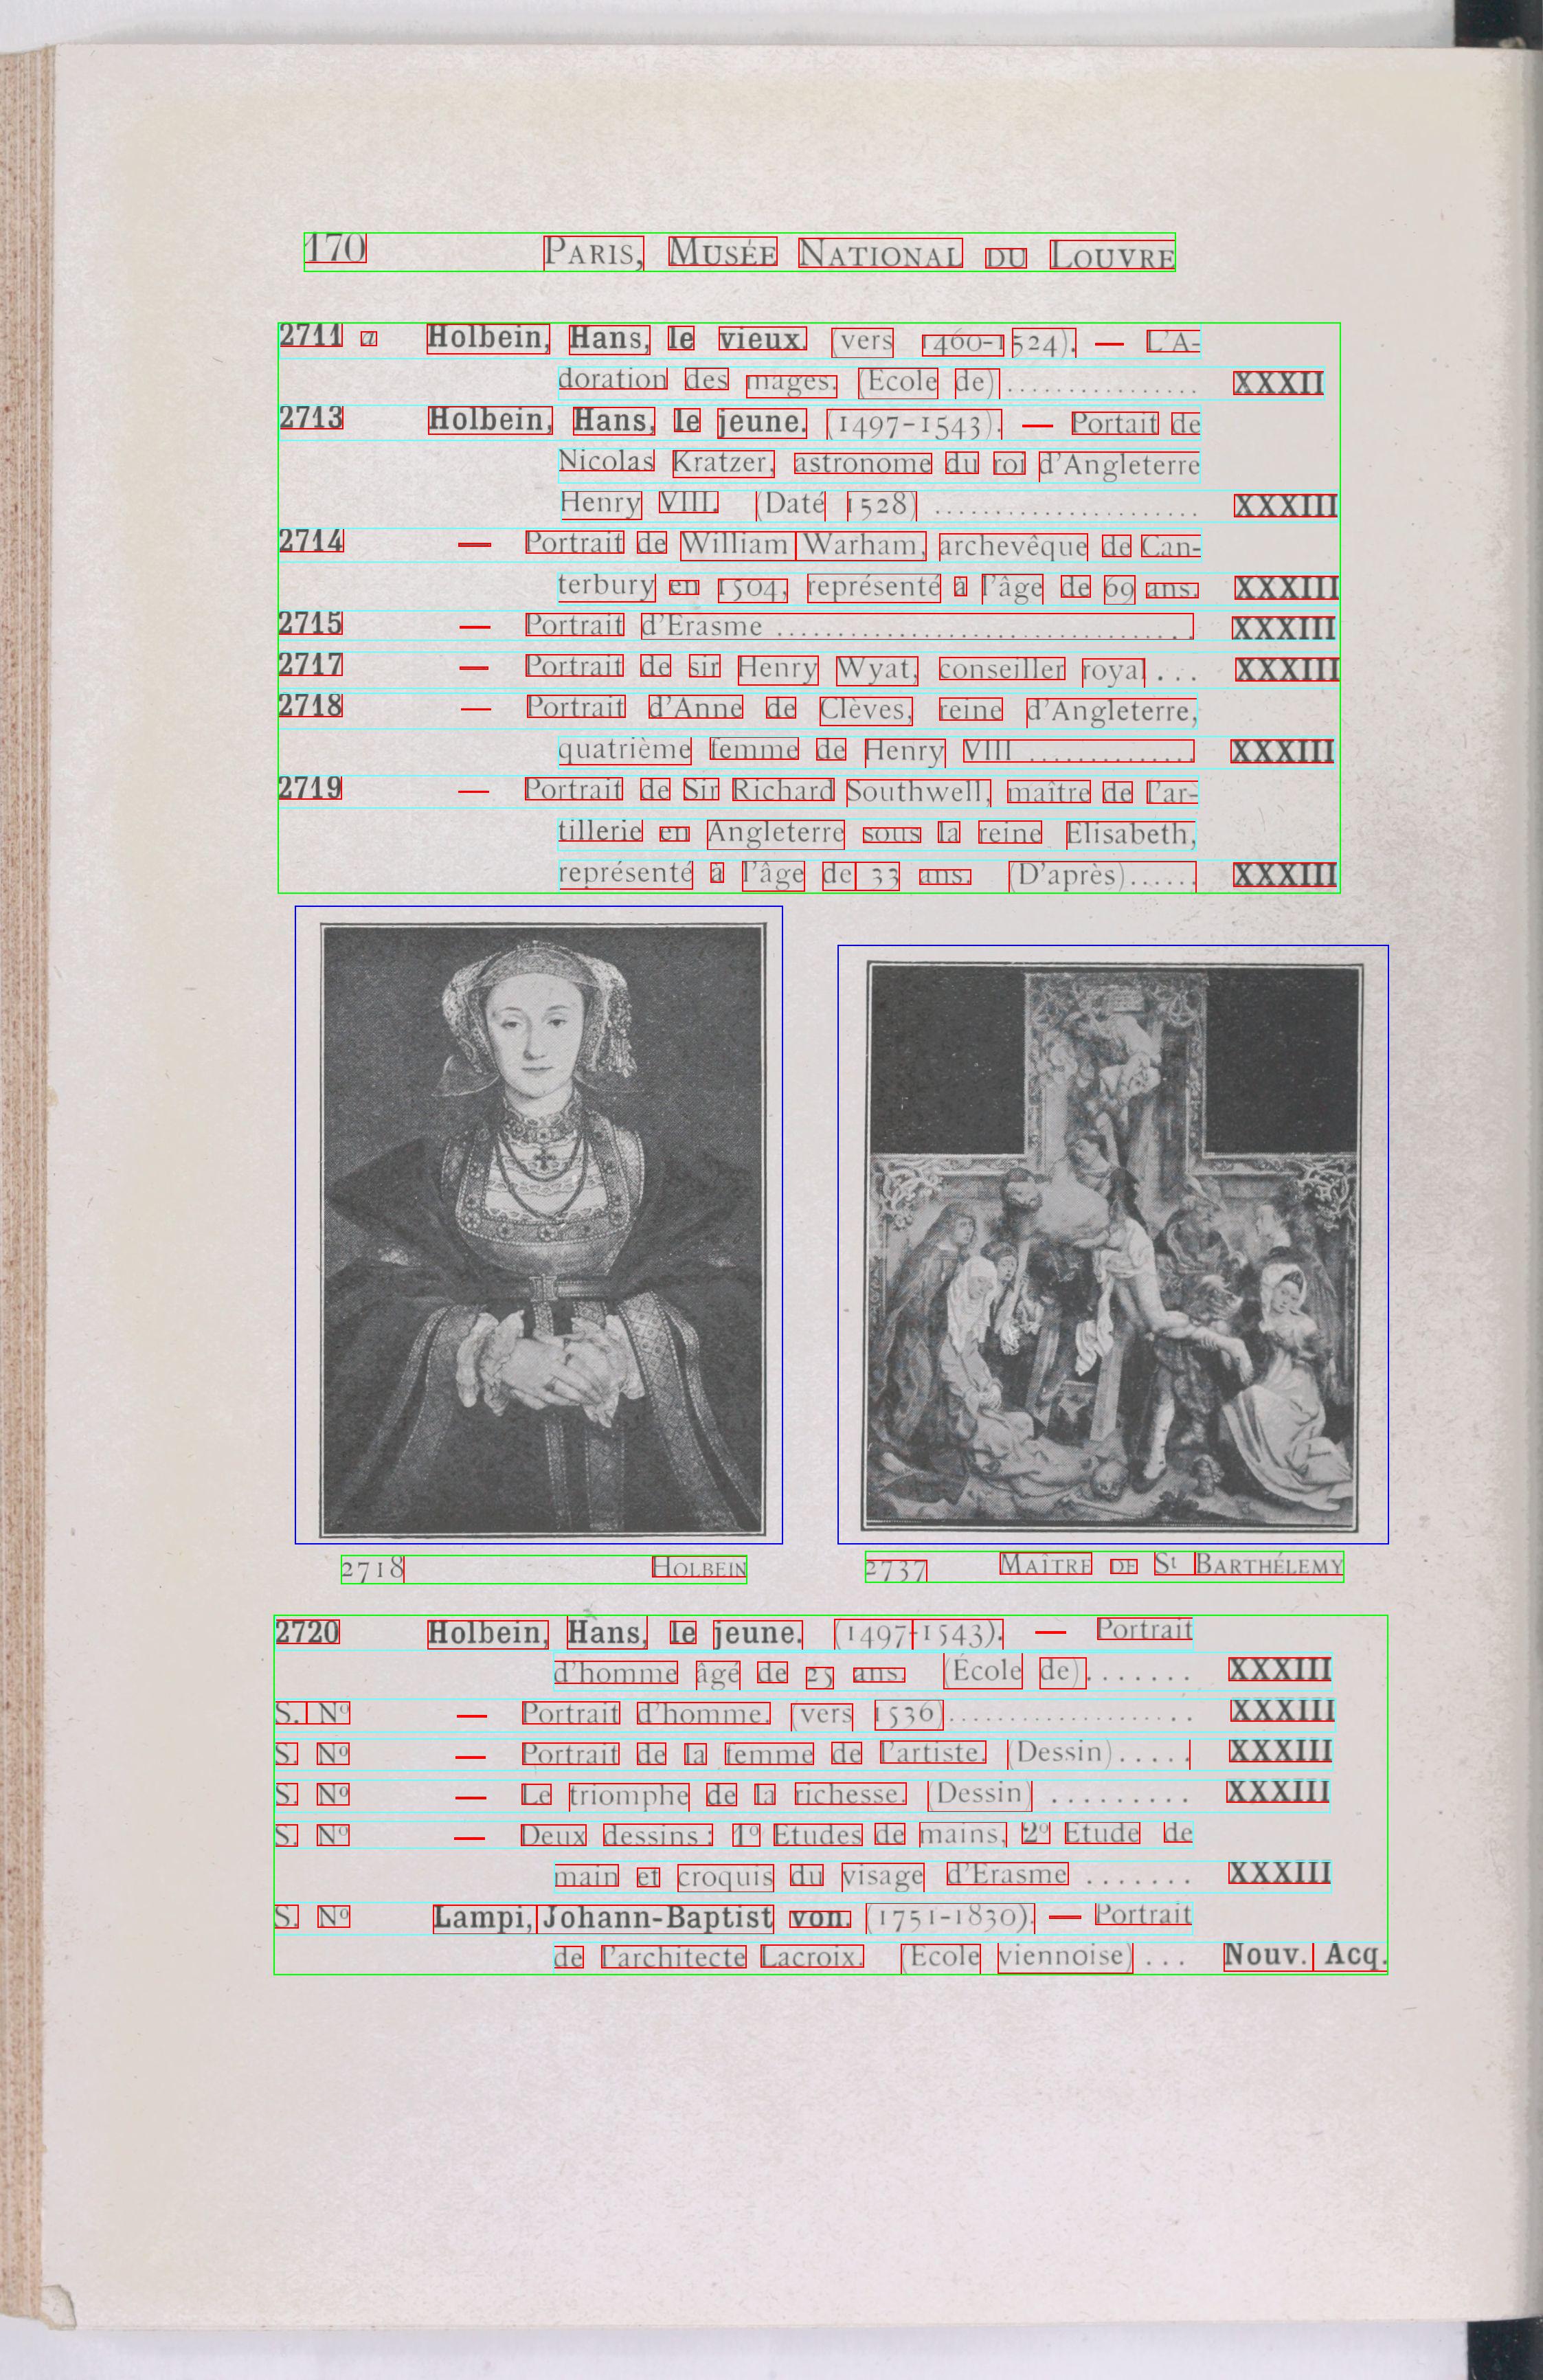 170 PARIS, MUSÉE NATIONAL DU LOUVRE
2711 a Holbein, Hans, le vieux. (vers 1460-1524). — L'A-
doration des mages. (Ecole de)................ XXXII
2713 Holbein, Hans, le jeune. (1497-1543). — Portait de
Nicolas Kratzer, astronome du roi d'Angleterre
Henry VIII. (Daté 1528) ...................... XXXIII
2714 — Portrait de William Warham, archevêque de Can-
terbury en 1504, représenté à l'âge de 69 ans. XXXIII
2715 — Portrait d'Erasme .................................. XXXIII
2717 — Portrait de sir Henry Wyat, conseiller royal ... XXXIII
2718 — Portrait d'Anne de Clèves, reine d'Angleterre,
quatrième femme de Henry VIII .............. XXXIII
2719 — Portrait de Sir Richard Southwell, maître de l'ar-
tillerie en Angleterre sous la reine Elisabeth,
représenté à l'âge de 33 ans. (D'après)...... XXXIII
2718 HOLBEIN
2737 MAÎTRE DE St BARTHÉLEMY
2720 Holbein, Hans, le jeune. (1497-1543). — Portrait
d'homme âgé de 25 ans. (École de)....... XXXIII
S. No — Portrait d'homme. (vers 1536)..................... XXXIII
S. No — Portrait de la femme de l'artiste. (Dessin)..... XXXIII
S. No — Le triomphe de la richesse. (Dessin) ......... XXXIII
S. No — Deux dessins: 1o Etudes de mains, 2o Etude de
main et croquis du visage d'Erasme ....... XXXIII
S. No Lampi, Johann-Baptist von. (1751-1830). — Portrait
de l'architecte Lacroix. (Ecole viennoise) ... Nouv. Acq.